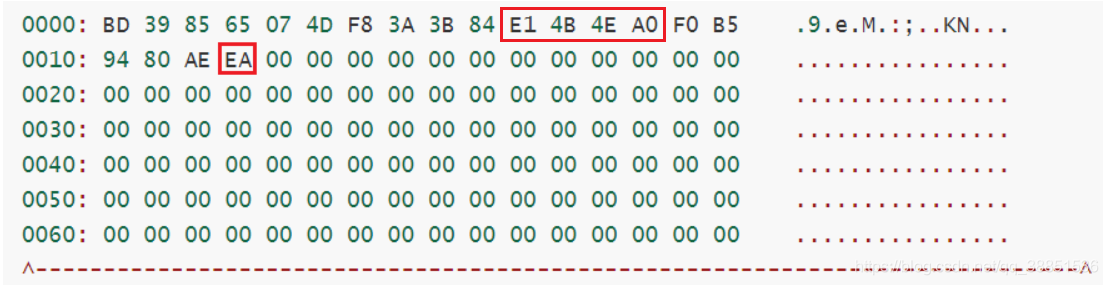 0000: BD 39 85 65 07 4D F8 3A 3B 84 E1 4B 4E A0 F0 B5 .9.e.M.:;..KN...
0010: 94 80 AE EA 00 00 00 00 00 00 00 00 00 00 00 00 ................
0020: 00 00 00 00 00 00 00 00 00 00 00 00 00 00 00 00 ................
0030: 00 00 00 00 00 00 00 00 00 00 00 00 00 00 00 00 ................
0040: 00 00 00 00 00 00 00 00 00 00 00 00 00 00 00 00 ................
0050: 00 00 00 00 00 00 00 00 00 00 00 00 00 00 00 00 ................
0060: 00 00 00 00 00 00 00 00 00 00 00 00 00 00 00 00 ................
^------------------------------------------------------------------------------^